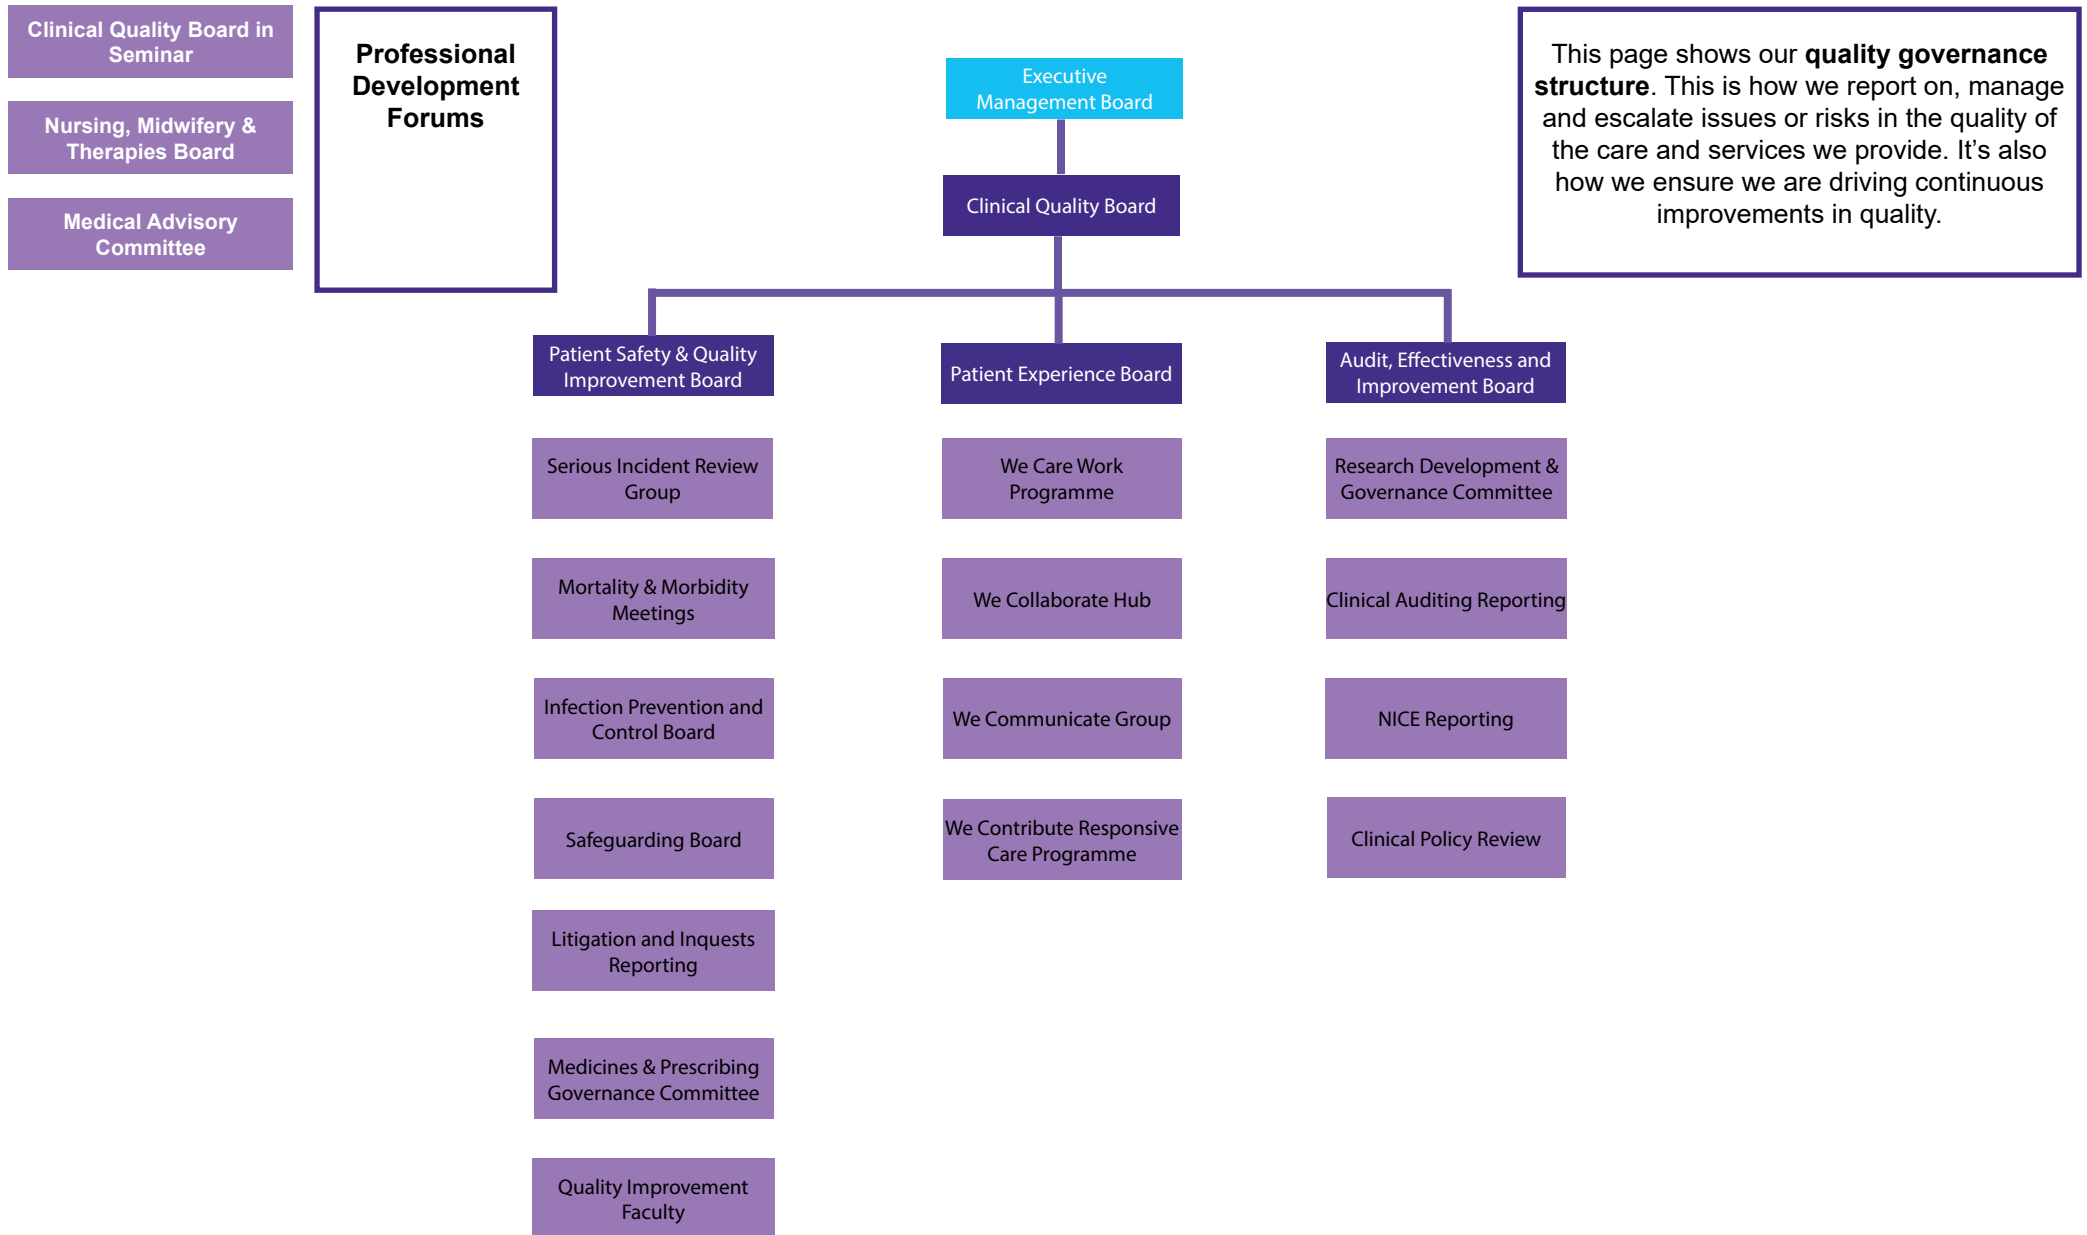 Clinical Quality Board in
Seminar
Nursing, Midwifery &
Therapies Board
Medical Advisory
Committee
Professional
Development
Forums
Executive
Management Board
Clinical Quality Board
This page shows our quality governance
structure. This is how we report on, manage
and escalate issues or risks in the quality of
the care and services we provide. It’s also
how we ensure we are driving continuous
improvements in quality.
Patient Safety & Quality
Improvement Board
Serious Incident Review
Group
Mortality & Morbidity
Meetings
Infection Prevention and
Control Board
Safeguarding Board
Litigation and Inquests
Reporting
Medicines & Prescribing
Governance Committee
Quality Improvement
Faculty
Patient Experience Board
We Care Work
Programme
We Collaborate Hub
We Communicate Group
We Contribute Responsive
Care Programme
Audit, Effectiveness and
Improvement Board
Research Development &
Governance Committee
Clinical Auditing Reporting
NICE Reporting
Clinical Policy Review